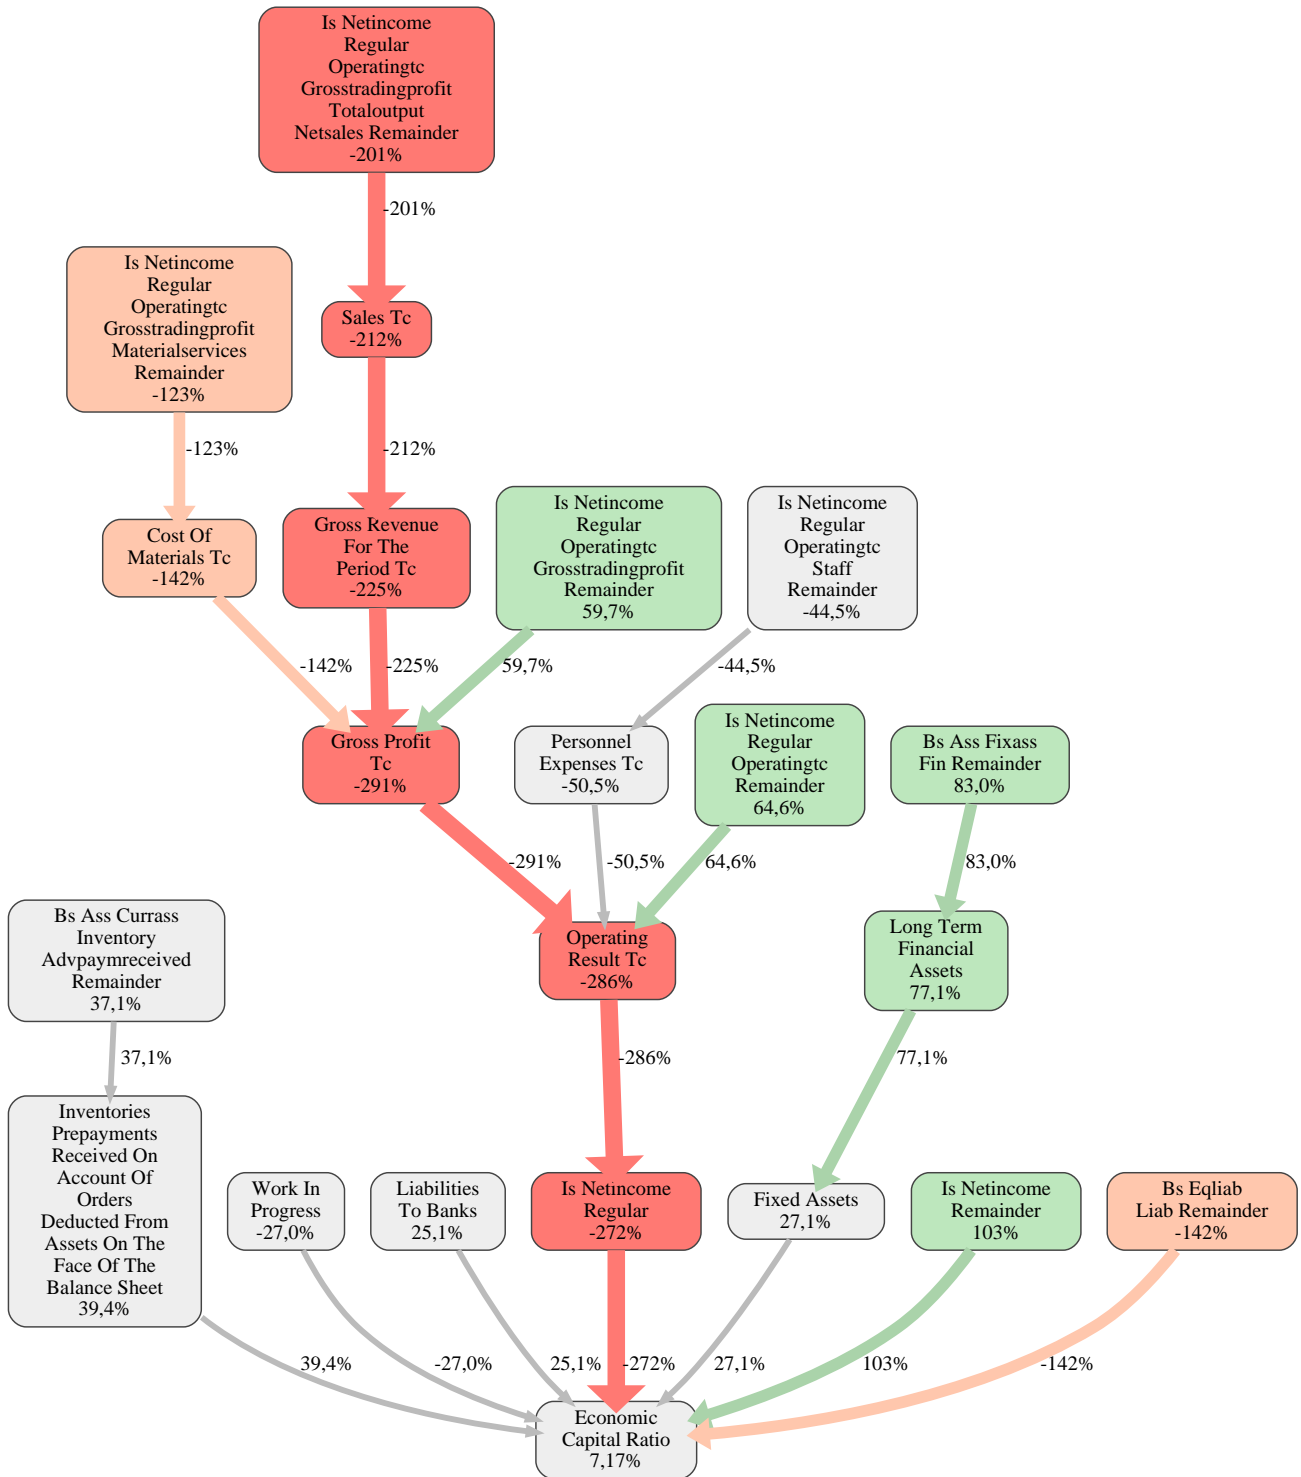 Is Netincome
Regular
Operatingtc
Grosstradingprofit
Totaloutput
Netsales Remainder
-201%
-201%
Is Netincome
Regular
Operatingtc
Grosstradingprofit
Materialservices
Remainder
-123%
Sales Tc
-212%
-123%
-212%
Cost Of
Materials Tc
-142%
Gross Revenue
For The
Period Tc
-225%
Is Netincome
Regular
Operatingtc
Grosstradingprofit
Remainder
59,7%
Is Netincome
Regular
Operatingtc
Staff
Remainder
-44,5%
-142%
-225%
59,7%
-44,5%
Gross Profit
Tc
-291%
Personnel
Expenses Tc
-50,5%
Is Netincome
Regular
Operatingtc
Remainder
64,6%
Bs Ass Fixass
Fin Remainder
83,0%
-291%
-50,5%
64,6%
83,0%
Bs Ass Currass
Inventory
Advpaymreceived
Remainder
37,1%
Operating
Result Tc
-286%
Long Term
Financial
Assets
77,1%
37,1%
-286%
77,1%
Inventories
Prepayments
Received On
Account Of
Orders
Deducted From
Assets On The
Face Of The
Balance Sheet
39,4%
Work In
Progress
-27,0%
Liabilities
To Banks
25,1%
Is Netincome
Regular
-272%
Fixed Assets
27,1%
Is Netincome
Remainder
103%
Bs Eqliab
Liab Remainder
-142%
39,4%
-27,0%
25,1%
-272%
27,1%
103%
-142%
Economic
Capital Ratio
7,17%